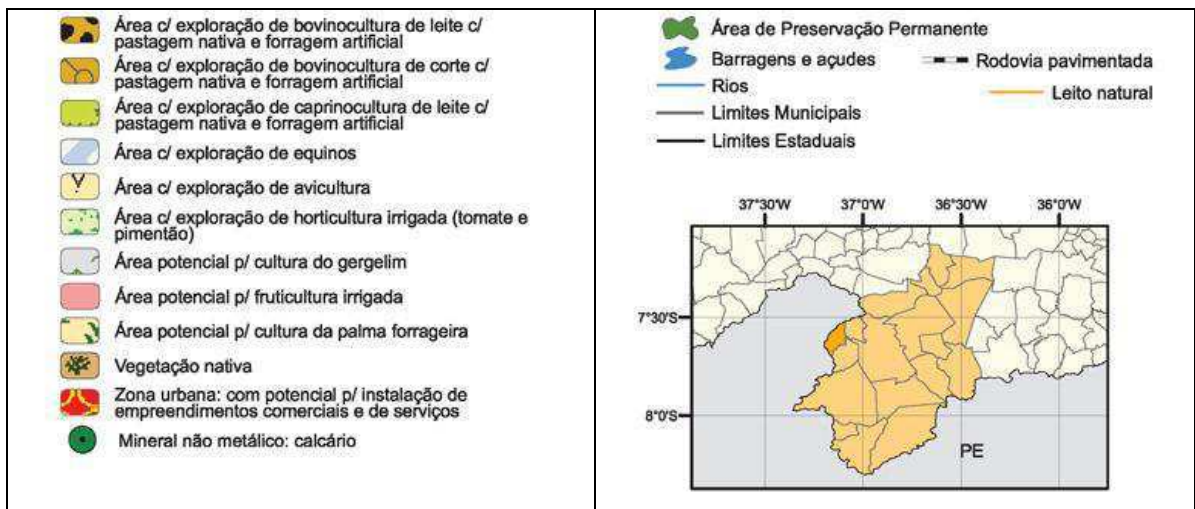 Área c/ exploração de bovinocultura de leite c/
pastagem nativa e forragem artificial
Área c/ exploração de bovinocultura de corte c/
pastagem nativa e forragem artificial
Área c/ exploração de caprinocultura de leite c/
pastagem nativa e forragem artificial
Área c/ exploração de equinos
Área c/ exploração de avicultura
Área c/ exploração de horticultura irrigada (tomate e
pimentão)
Área potencial p/ cultura do gergelim
Área potencial p/ fruticultura irrigada
Área potencial p/ cultura da palma forrageira
Vegetação nativa
Zona urbana: com potencial p/ instalação de
empreendimentos comerciais e de serviços
Mineral não metálico: calcário
Área de Preservação Permanente
Barragens e açudes
Rodovia pavimentada
Rios
Leito natural
Limites Municipais
Limites Estaduais
37°30'W 37°0'W 36°30'W 36°0'W
7°30'S
8°0'S
PE